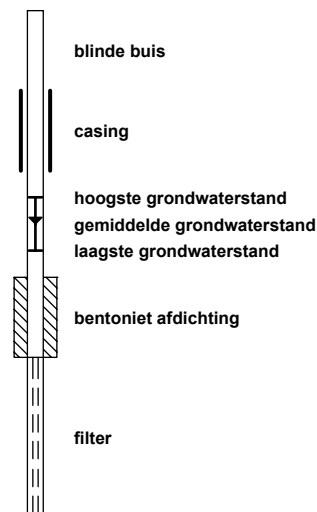 blinde buis
casing
hoogste grondwaterstand
gemiddelde grondwaterstand
laagste grondwaterstand
bentoniet afdichting
filter